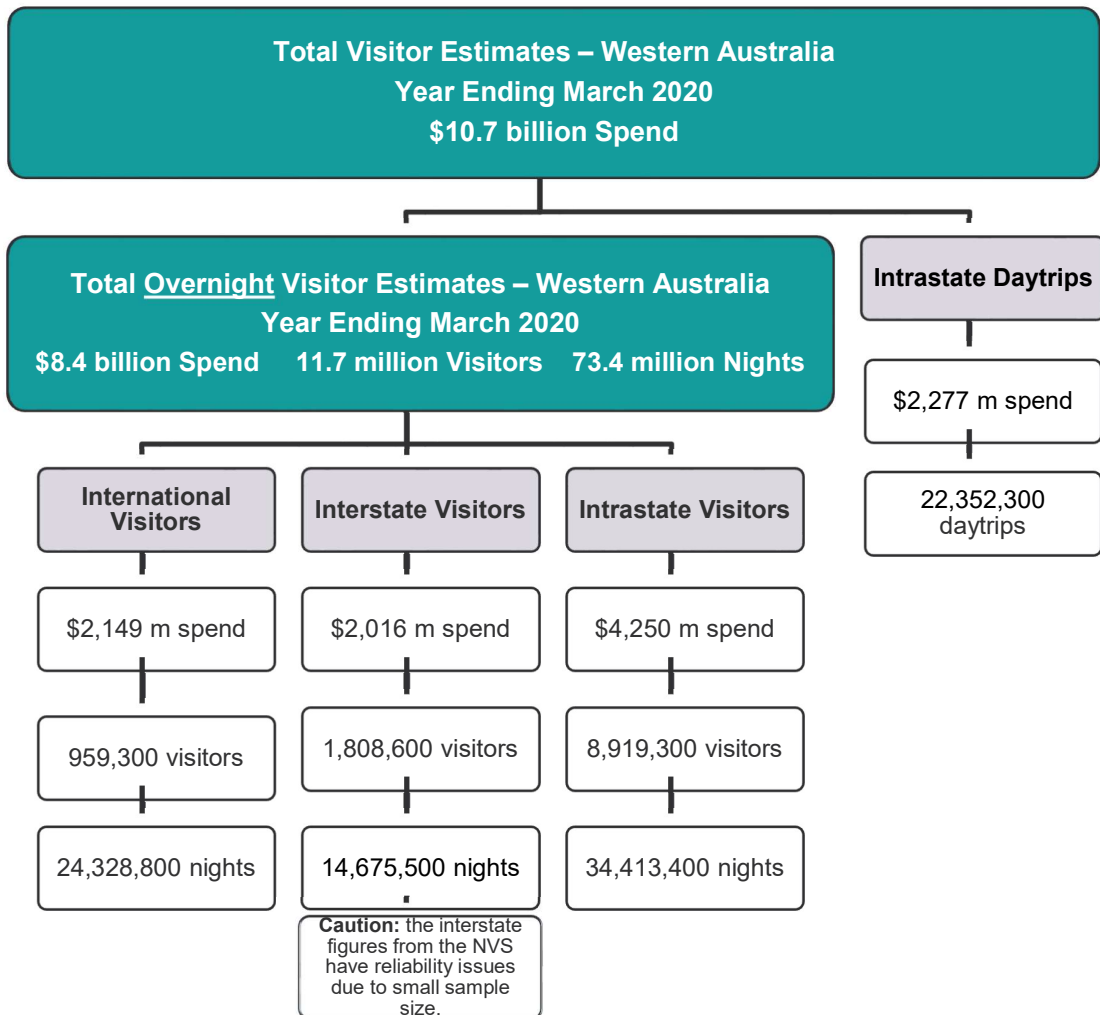 Total Visitor Estimates – Western Australia
Year Ending March 2020
$10.7 billion Spend
Total Overnight Visitor Estimates – Western Australia
Year Ending March 2020
$8.4 billion Spend 11.7 million Visitors 73.4 million Nights
Intrastate Daytrips
$2,277 m spend
22,352,300
daytrips
International
Visitors
$2,149 m spend
959,300 visitors
24,328,800 nights
Interstate Visitors
$2,016 m spend
1,808,600 visitors
14,675,500 nights
Caution: the interstate
figures from the NVS
have reliability issues
due to small sample
size.
Intrastate Visitors
$4,250 m spend
8,919,300 visitors
34,413,400 nights